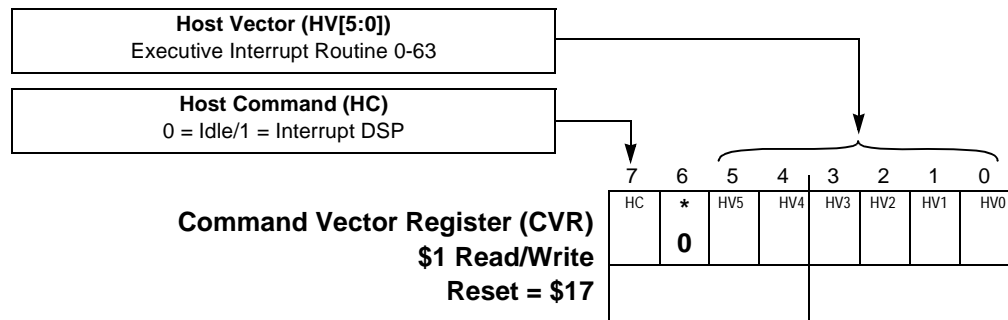 Host Vector (HV[5:0])
Executive Interrupt Routine 0-63
Host Command (HC)
0 = Idle/1 = Interrupt DSP
7 6 5 4 3 2 1 0
HC * HV5 HV4 HV3 HV2 HV1 HV0
0
Command Vector Register (CVR)
$1 Read/Write
Reset = $17